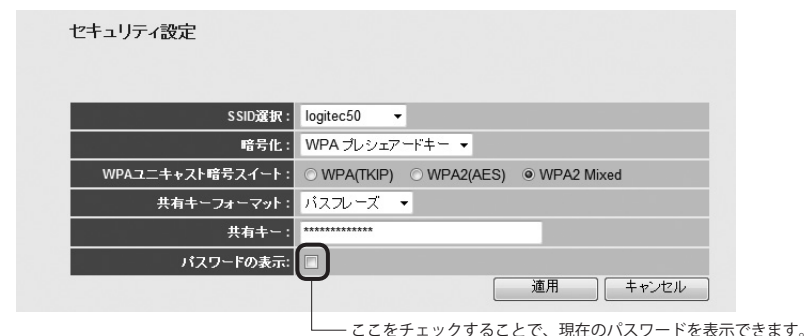 セキュリティ設定
SSID選択： logitec50
暗号化： WPA プレシェアードキー
WPAユニキャスト暗号スイート： WPA(TKIP) WPA2(AES) WPA2 Mixed
共有キーフォーマット： パスフレーズ
共有キー： *************
パスワードの表示:
適用 キャンセル
ここをチェックすることで、現在のパスワードを表示できます。